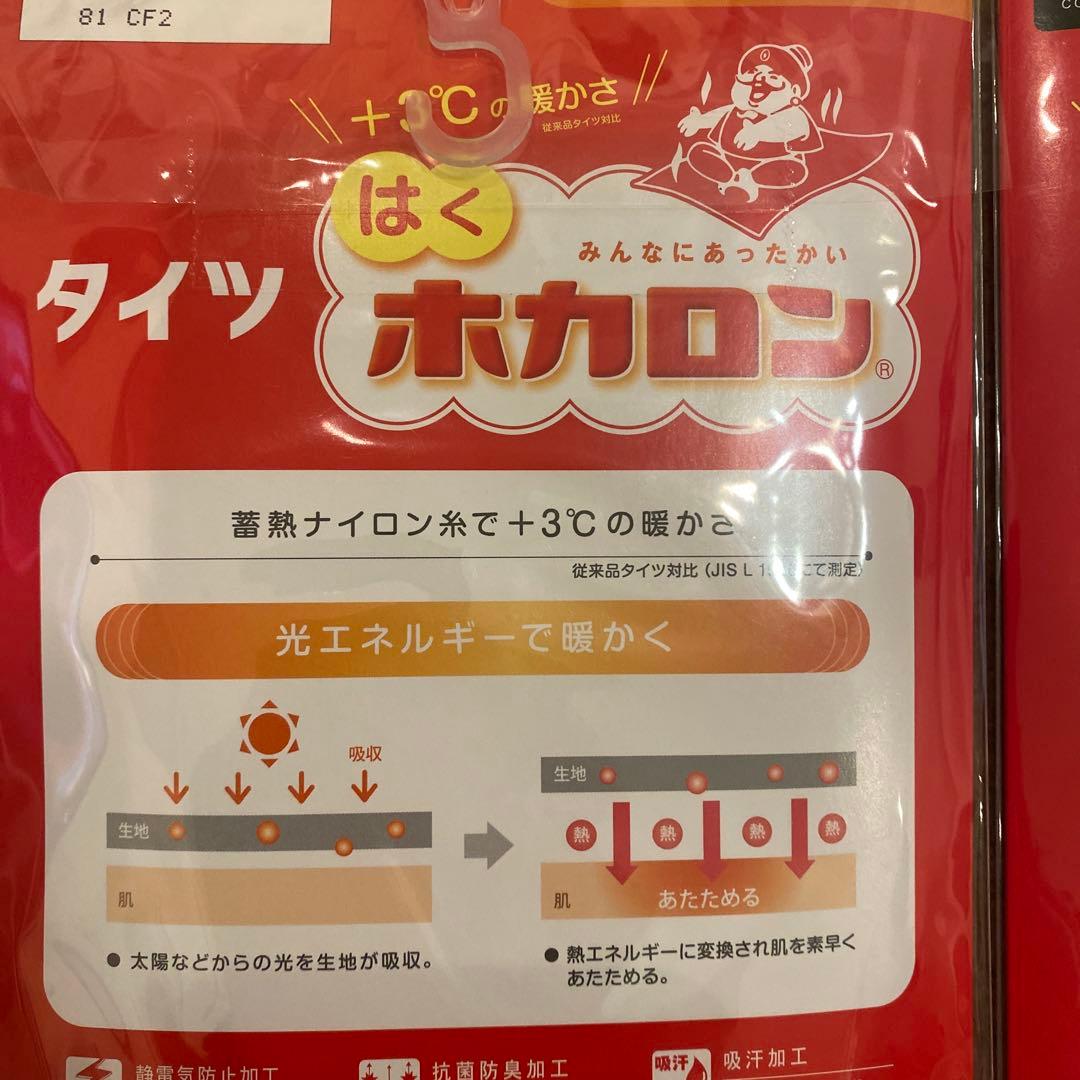 81 CF2
+3℃の暖かさ
従来品タイツ対比
はく
みんなにあったかい
タイツ
ホカロン®
蓄熱ナイロン糸で+3℃の暖かさ
従来品タイツ対比(JIS L にて測定)
光エネルギーで暖かく
吸収
生地
肌
生地
熱 熱 熱 熱
肌
あたためる
● 太陽などからの光を生地が吸収。
● 熱エネルギーに変換され肌を素早く
あたためる。
静電気防止加工
抗菌防臭加工
吸汗
吸汗加工